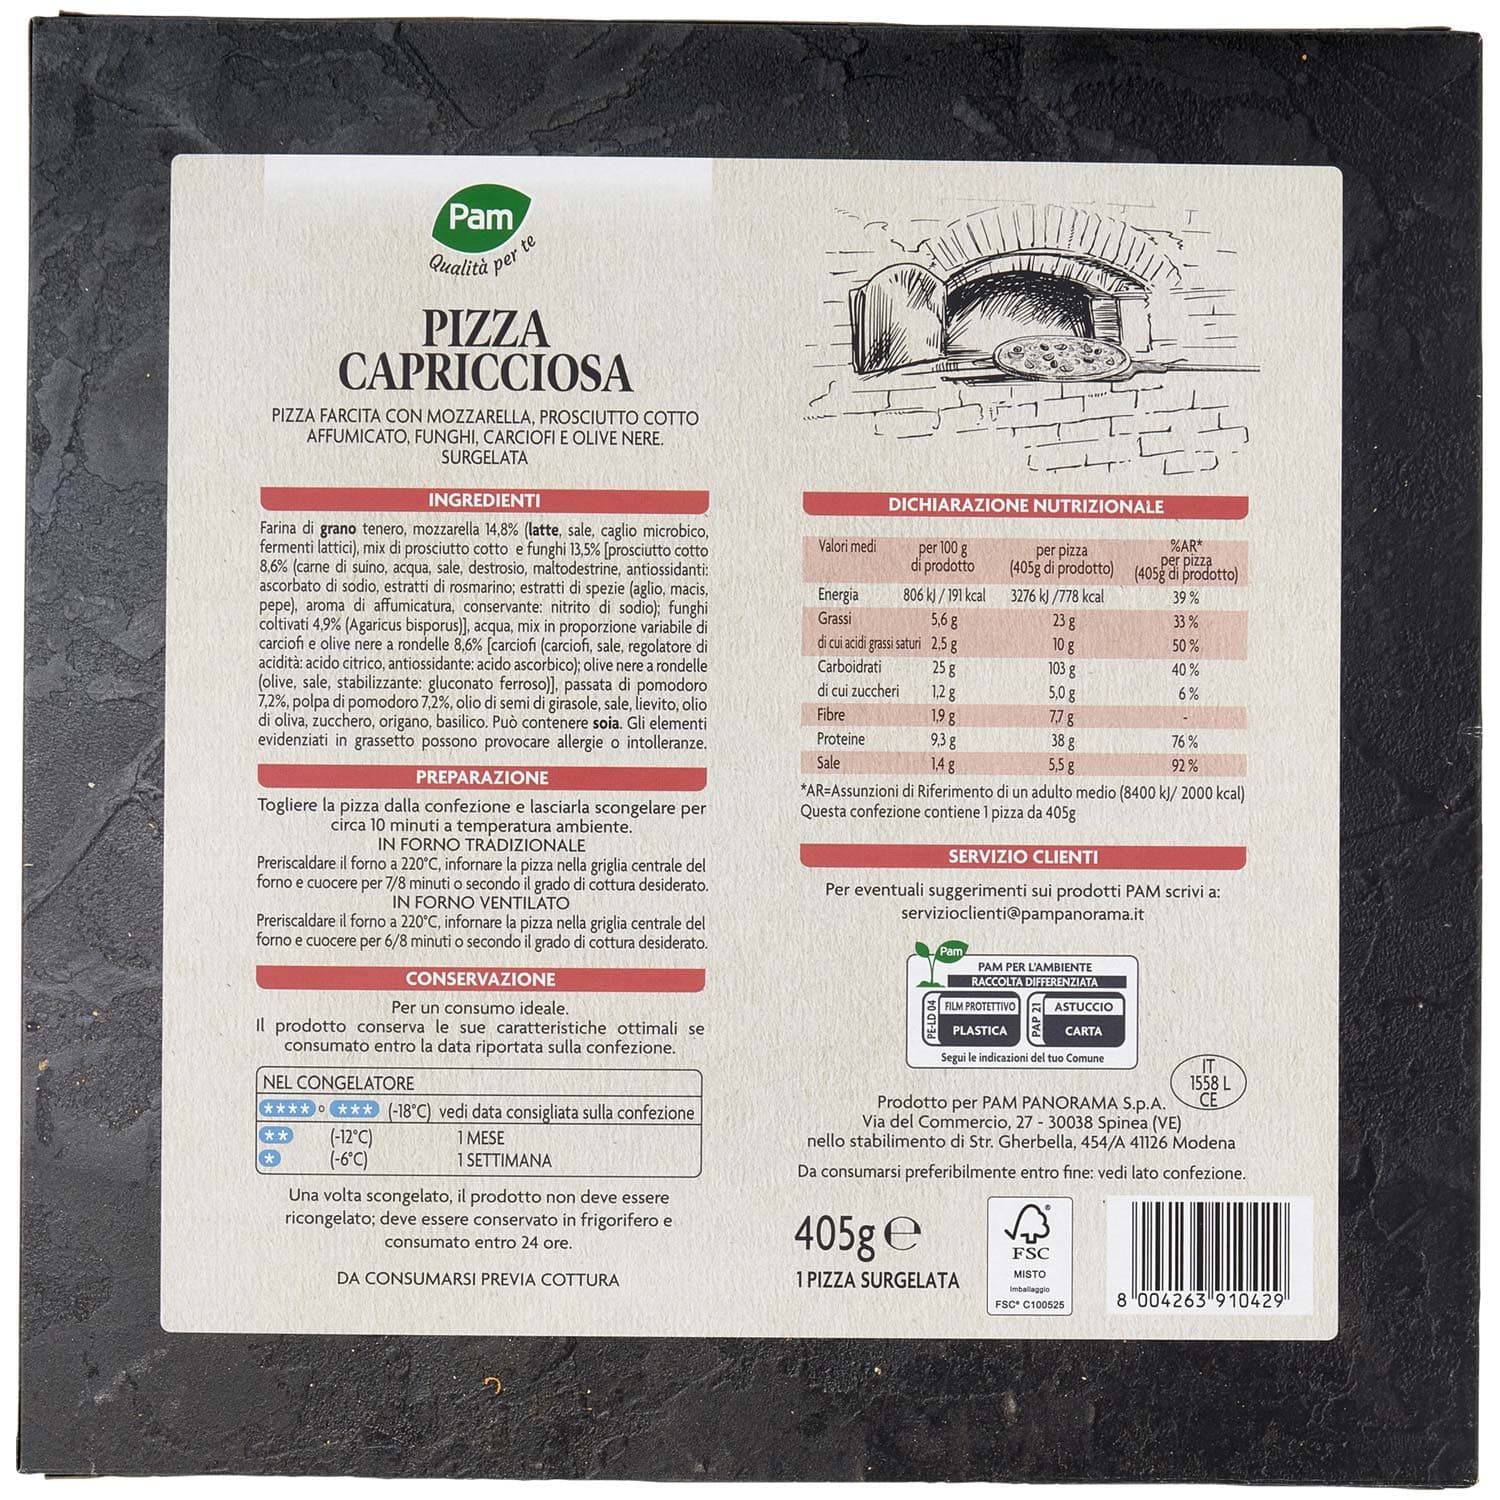 Pam
Qualità per te
PIZZA
CAPRICCIOSA
PIZZA FARCITA CON MOZZARELLA, PROSCIUTTO COTTO
AFFUMICATO, FUNGHI, CARCIOFI E OLIVE NERE.
SURGELATA
INGREDIENTI
Farina di grano tenero, mozzarella 14,8% (latte, sale, caglio microbico,
fermenti lattici), mix di prosciutto cotto e funghi 13,5% [prosciutto cotto
8,6% (carne di suino, acqua, sale, destrosio, maltodestrine, antiossidanti:
ascorbato di sodio, estratti di rosmarino; estratti di spezie (aglio, macis,
pepe), aroma di affumicatura, conservante: nitrito di sodio); funghi
coltivati 4,9% (Agaricus bisporus)], acqua, mix in proporzione variabile di
carciofi e olive nere a rondelle 8,6% [carciofi (carciofi, sale, regolatore di
acidità: acido citrico, antiossidante: acido ascorbico); olive nere a rondelle
(olive, sale, stabilizzante: gluconato ferroso)], passata di pomodoro
7,2%, polpa di pomodoro 7,2%, olio di semi di girasole, sale, lievito, olio
di oliva, zucchero, origano, basilico. Può contenere soia. Gli elementi
evidenziati in grassetto possono provocare allergie o intolleranze.
PREPARAZIONE
Togliere la pizza dalla confezione e lasciarla scongelare per
circa 10 minuti a temperatura ambiente.
IN FORNO TRADIZIONALE
Preriscaldare il forno a 220°C, infornare la pizza nella griglia centrale del
forno e cuocere per 7/8 minuti o secondo il grado di cottura desiderato.
IN FORNO VENTILATO
Preriscaldare il forno a 220°C, infornare la pizza nella griglia centrale del
forno e cuocere per 6/8 minuti o secondo il grado di cottura desiderato.
CONSERVAZIONE
Per un consumo ideale.
Il prodotto conserva le sue caratteristiche ottimali se
consumato entro la data riportata sulla confezione.
NEL CONGELATORE
**** o *** (-18°C) vedi data consigliata sulla confezione
** (-12°C) 1 MESE
* (-6°C) 1 SETTIMANA
Una volta scongelato, il prodotto non deve essere
ricongelato; deve essere conservato in frigorifero e
consumato entro 24 ore.
DA CONSUMARSI PREVIA COTTURA
DICHIARAZIONE NUTRIZIONALE
Valori medi per 100 g di prodotto per pizza (405g di prodotto) %AR* per pizza (405g di prodotto)
Energia 806 kJ / 191 kcal 3276 kJ /778 kcal 39 %
Grassi 5,6 g 23 g 33 %
di cui acidi grassi saturi 2,5 g 10 g 50 %
Carboidrati 25 g 103 g 40 %
di cui zuccheri 1,2 g 5,0 g 6 %
Fibre 1,9 g 7,7 g -
Proteine 9,3 g 38 g 76 %
Sale 1,4 g 5,5 g 92 %
*AR=Assunzioni di Riferimento di un adulto medio (8400 kJ/ 2000 kcal)
Questa confezione contiene 1 pizza da 405g
SERVIZIO CLIENTI
Per eventuali suggerimenti sui prodotti PAM scrivi a:
servizioclienti@pampanorama.it
Pam
PAM PER L'AMBIENTE
RACCOLTA DIFFERENZIATA
PE-LD 04 FILM PROTETTIVO PAP 21 ASTUCCIO
PLASTICA CARTA
Segui le indicazioni del tuo Comune
IT
1558 L
CE
Prodotto per PAM PANORAMA S.p.A.
Via del Commercio, 27 - 30038 Spinea (VE)
nello stabilimento di Str. Gherbella, 454/A 41126 Modena
Da consumarsi preferibilmente entro fine: vedi lato confezione.
405g ℮
1 PIZZA SURGELATA
FSC
MISTO
Imballaggio
FSC® C100525
8 004263 910429